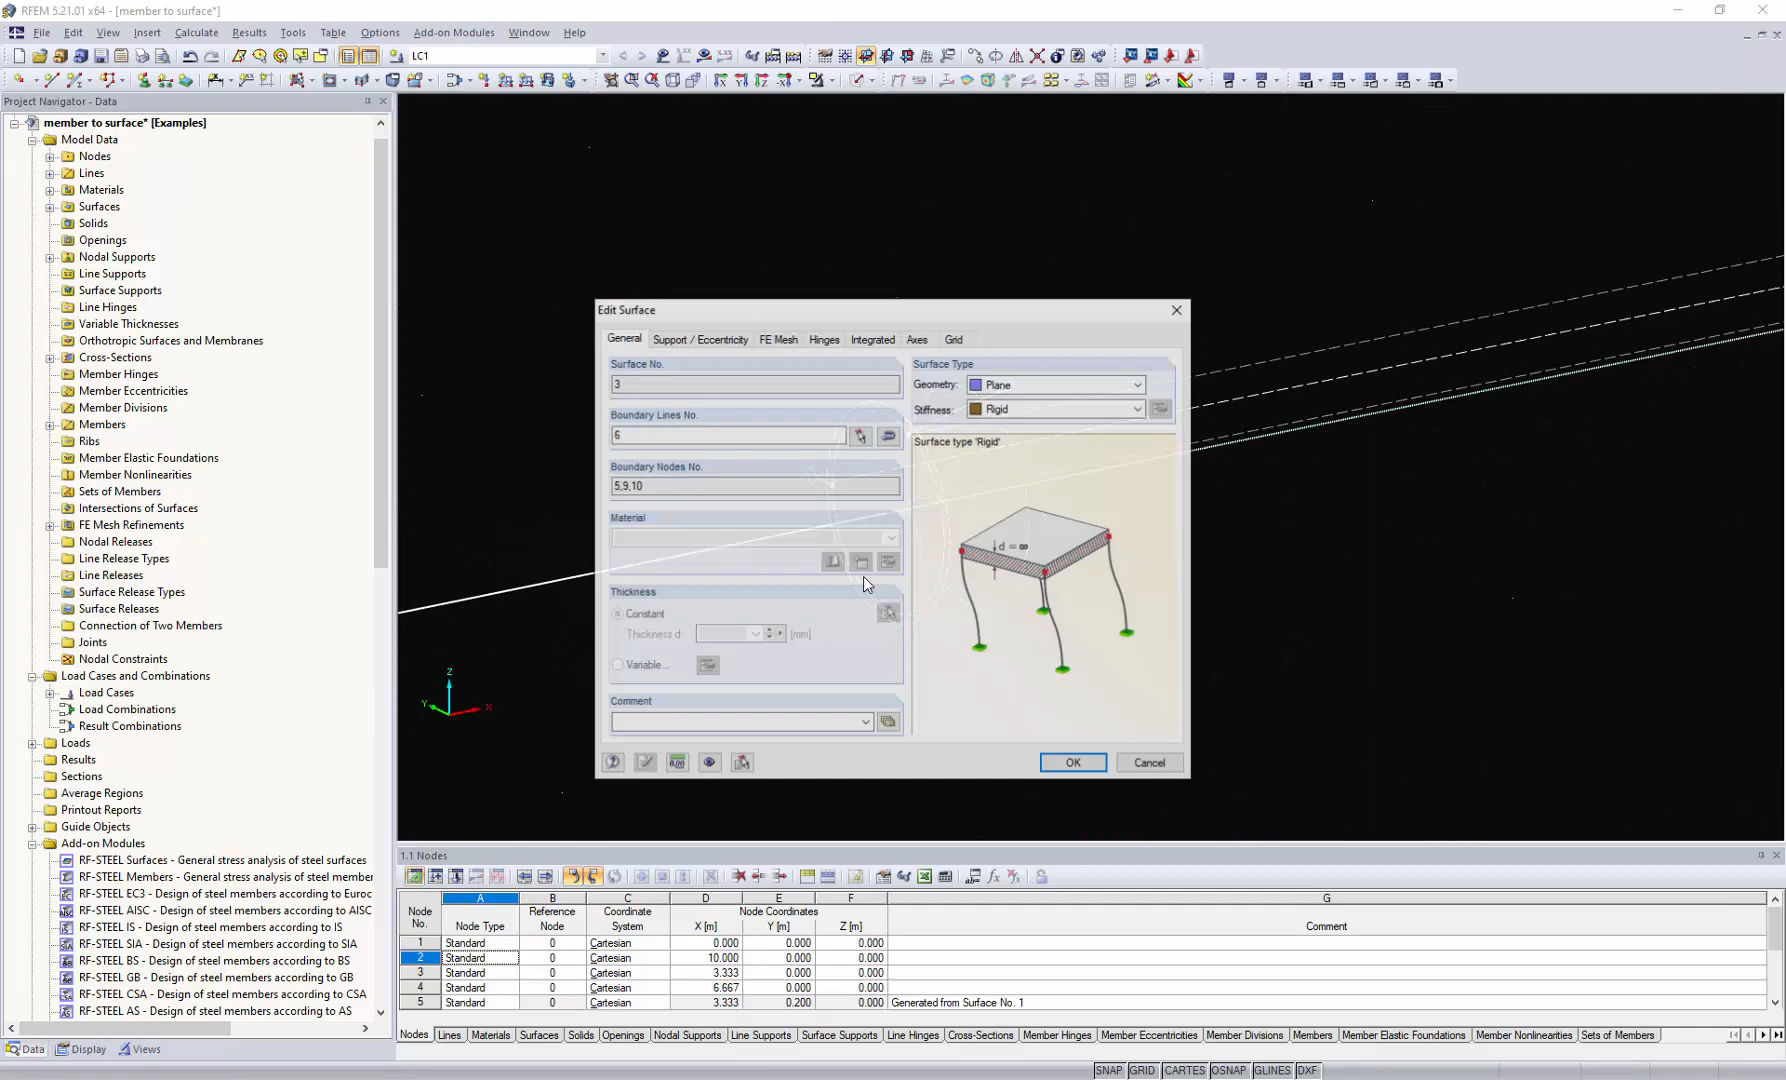 RFEM 5.21.01 x64 - [member to surface*]
File Edit View Insert Calculate Results Tools Table Options Add-on Modules Window Help
LC1
Project Navigator - Data
member to surface* [Examples]
Model Data
Nodes
Lines
Materials
Surfaces
Solids
Openings
Nodal Supports
Line Supports
Surface Supports
Line Hinges
Variable Thicknesses
Orthotropic Surfaces and Membranes
Cross-Sections
Member Hinges
Member Eccentricities
Member Divisions
Members
Ribs
Member Elastic Foundations
Member Nonlinearities
Sets of Members
Intersections of Surfaces
FE Mesh Refinements
Nodal Releases
Line Release Types
Line Releases
Surface Release Types
Surface Releases
Connection of Two Members
Joints
Nodal Constraints
Load Cases and Combinations
Load Cases
Load Combinations
Result Combinations
Loads
Results
Sections
Average Regions
Printout Reports
Guide Objects
Add-on Modules
RF-STEEL Surfaces - General stress analysis of steel surfaces
RF-STEEL Members - General stress analysis of steel member
RF-STEEL EC3 - Design of steel members according to Euroc
RF-STEEL AISC - Design of steel members according to AISC
RF-STEEL IS - Design of steel members according to IS
RF-STEEL SIA - Design of steel members according to SIA
RF-STEEL BS - Design of steel members according to BS
RF-STEEL GB - Design of steel members according to GB
RF-STEEL CSA - Design of steel members according to CSA
RF-STEEL AS - Design of steel members according to AS
Data Display Views
Z
Y X
Edit Surface
General Support / Eccentricity FE Mesh Hinges Integrated Axes Grid
Surface No.
3
Boundary Lines No.
6
Boundary Nodes No.
5,9,10
Material
Thickness
Constant
Thickness d: [mm]
Variable...
Comment
Surface Type
Geometry: Plane
Stiffness: Rigid
Surface type 'Rigid'
d = ∞
OK Cancel
1.1 Nodes
A B C D E F G
Node No. Node Type Reference Node Coordinate System Node Coordinates X [m] Y [m] Z [m] Comment
1 Standard 0 Cartesian 0.000 0.000 0.000
2 Standard 0 Cartesian 10.000 0.000 0.000
3 Standard 0 Cartesian 3.333 0.000 0.000
4 Standard 0 Cartesian 6.667 0.000 0.000
5 Standard 0 Cartesian 3.333 0.200 0.000 Generated from Surface No. 1
Nodes Lines Materials Surfaces Solids Openings Nodal Supports Line Supports Surface Supports Line Hinges Cross-Sections Member Hinges Member Eccentricities Member Divisions Members Member Elastic Foundations Member Nonlinearities Sets of Members
SNAP GRID CARTES OSNAP GLINES DXF